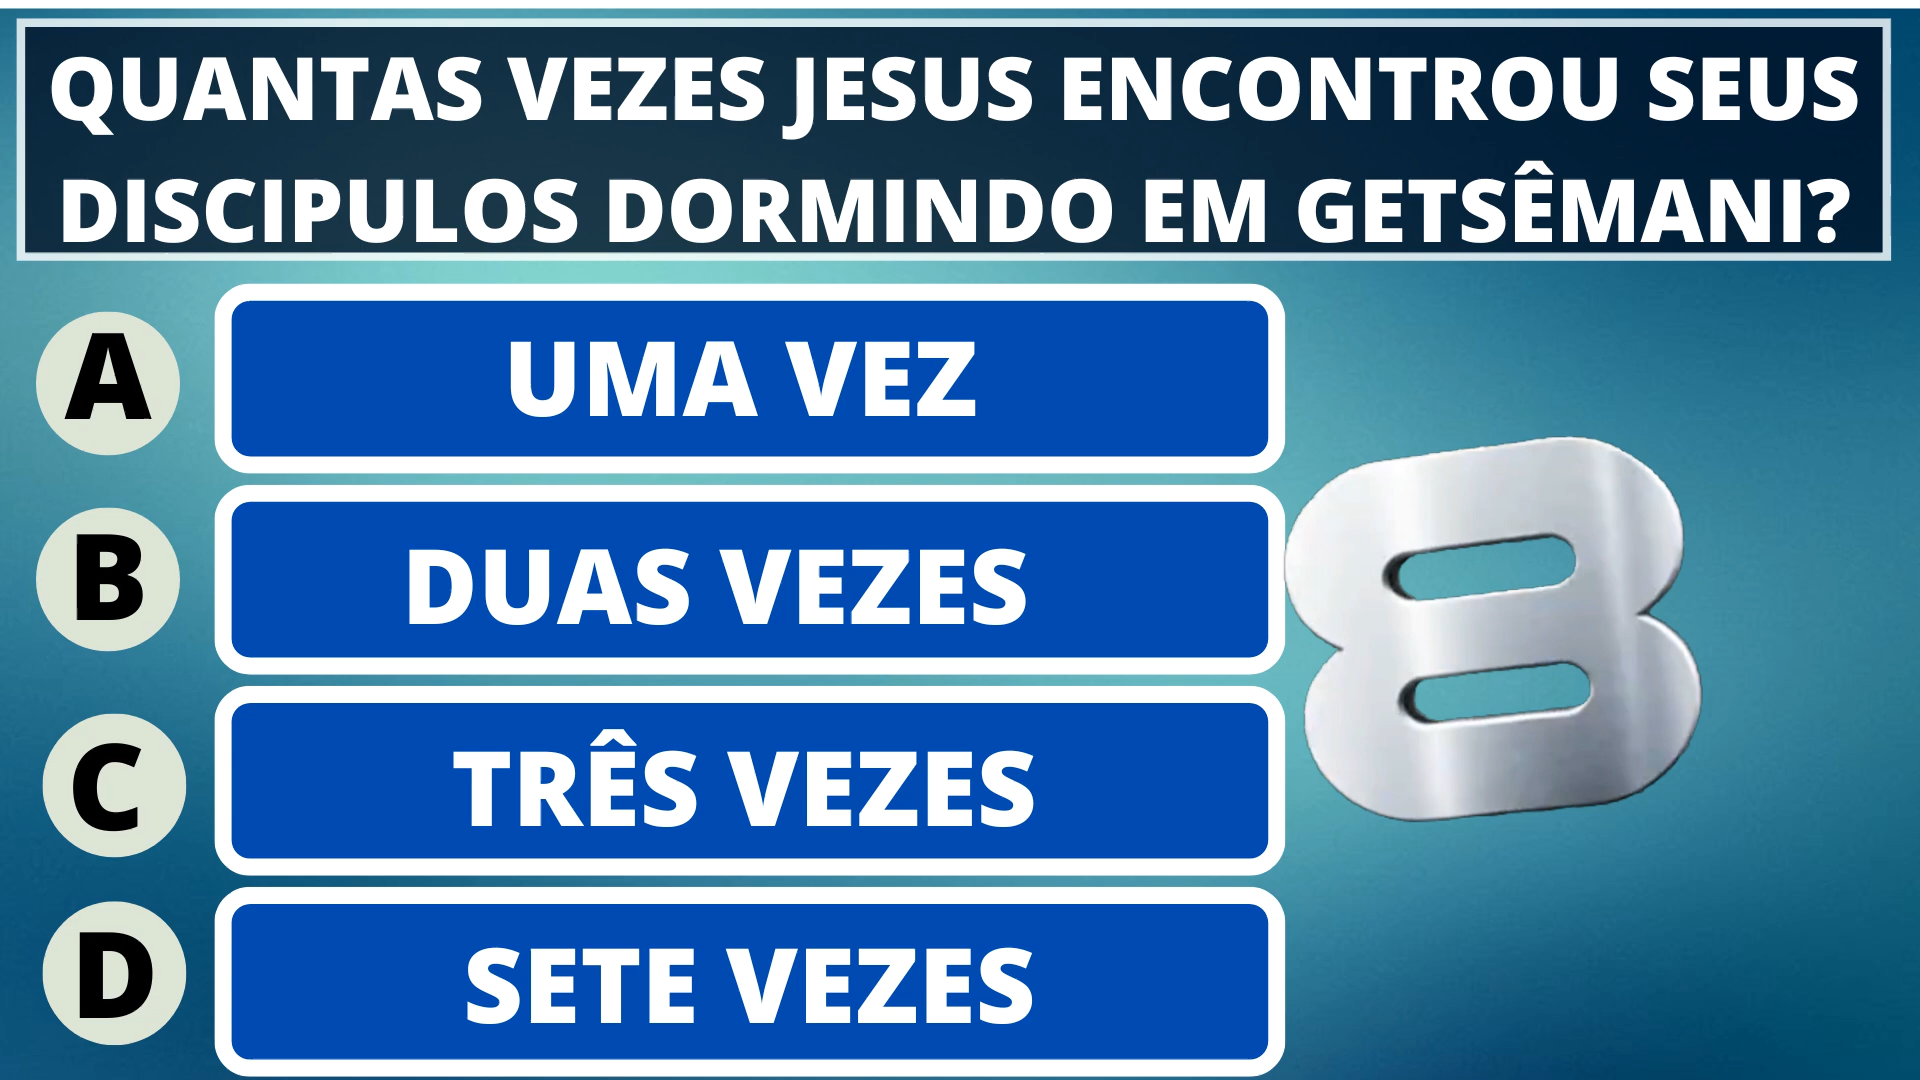 QUANTAS VEZES JESUS ENCONTROU SEUS
DISCIPULOS DORMINDO EM GETSÊMANI?
A
UMA VEZ
B
DUAS VEZES
8
C
TRÊS VEZES
D
SETE VEZES